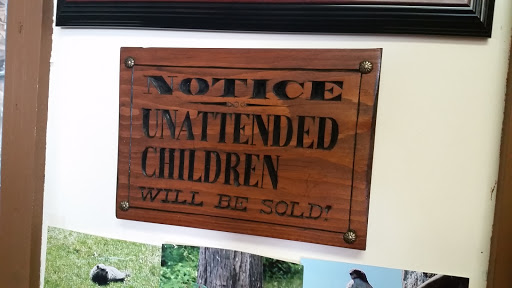 NOTICE
UNATTENDED
CHILDREN
WILL BE SOLD!